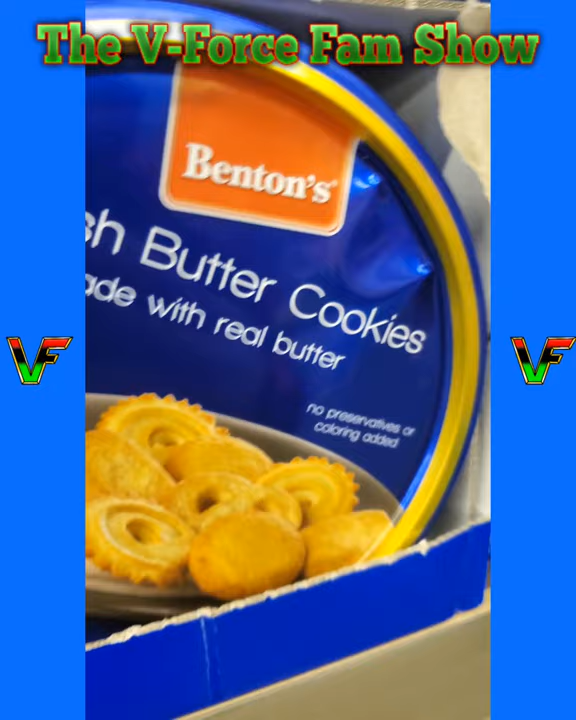 The V-Force Fam Show
Benton's
sh Butter Cookies
ade with real butter
no preservatives or
coloring added
VF
VF